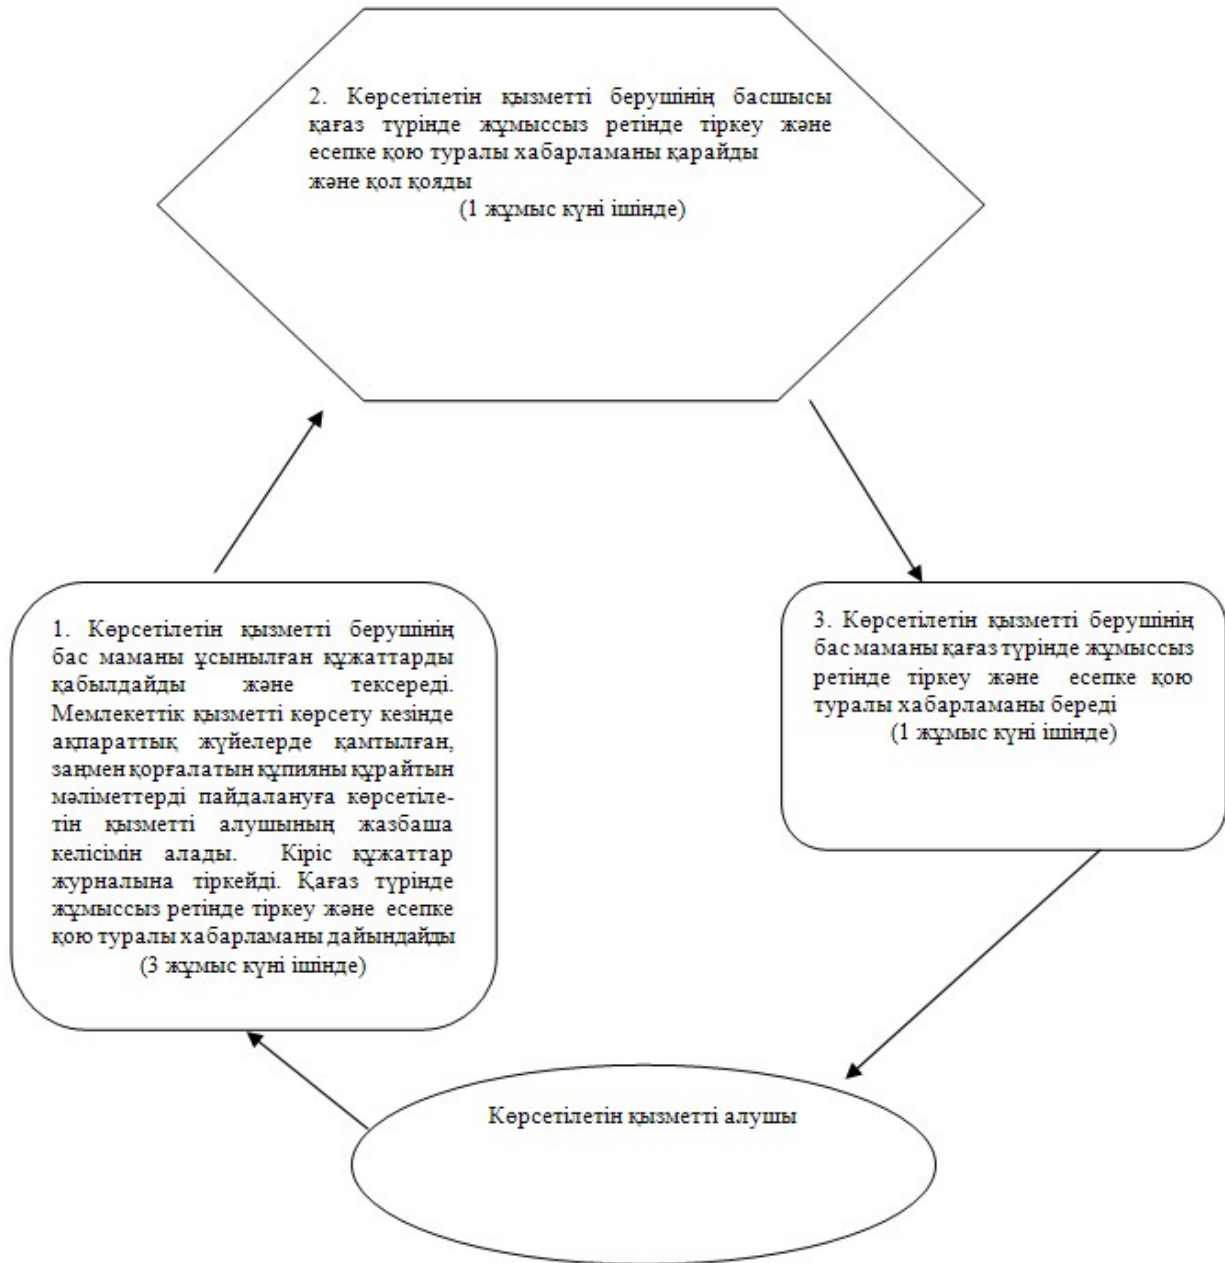 2. Көрсетілетін қызметті берушінің басшысы
қағаз түрінде жұмыссыз ретінде тіркеу және
есепке қою туралы хабарламаны қарайды
және қол қояды
(1 жұмыс күні ішінде)
1. Көрсетілетін қызметті берушінің
бас маманы ұсынылған құжаттарды
қабылдайды және тексереді.
Мемлекеттік қызметті көрсету кезінде
ақпараттық жүйелерде қамтылған,
заңмен қорғалатын құпияны құрайтын
мәліметтерді пайдалануға көрсетіле-
тін қызметті алушының жазбаша
келісімін алады. Кіріс құжаттар
журналына тіркейді. Қағаз түрінде
жұмыссыз ретінде тіркеу және есепке
қою туралы хабарламаны дайындайды
(3 жұмыс күні ішінде)
3. Көрсетілетін қызметті берушінің
бас маманы қағаз түрінде жұмыссыз
ретінде тіркеу және есепке қою
туралы хабарламаны береді
(1 жұмыс күні ішінде)
Көрсетілетін қызметті алушы